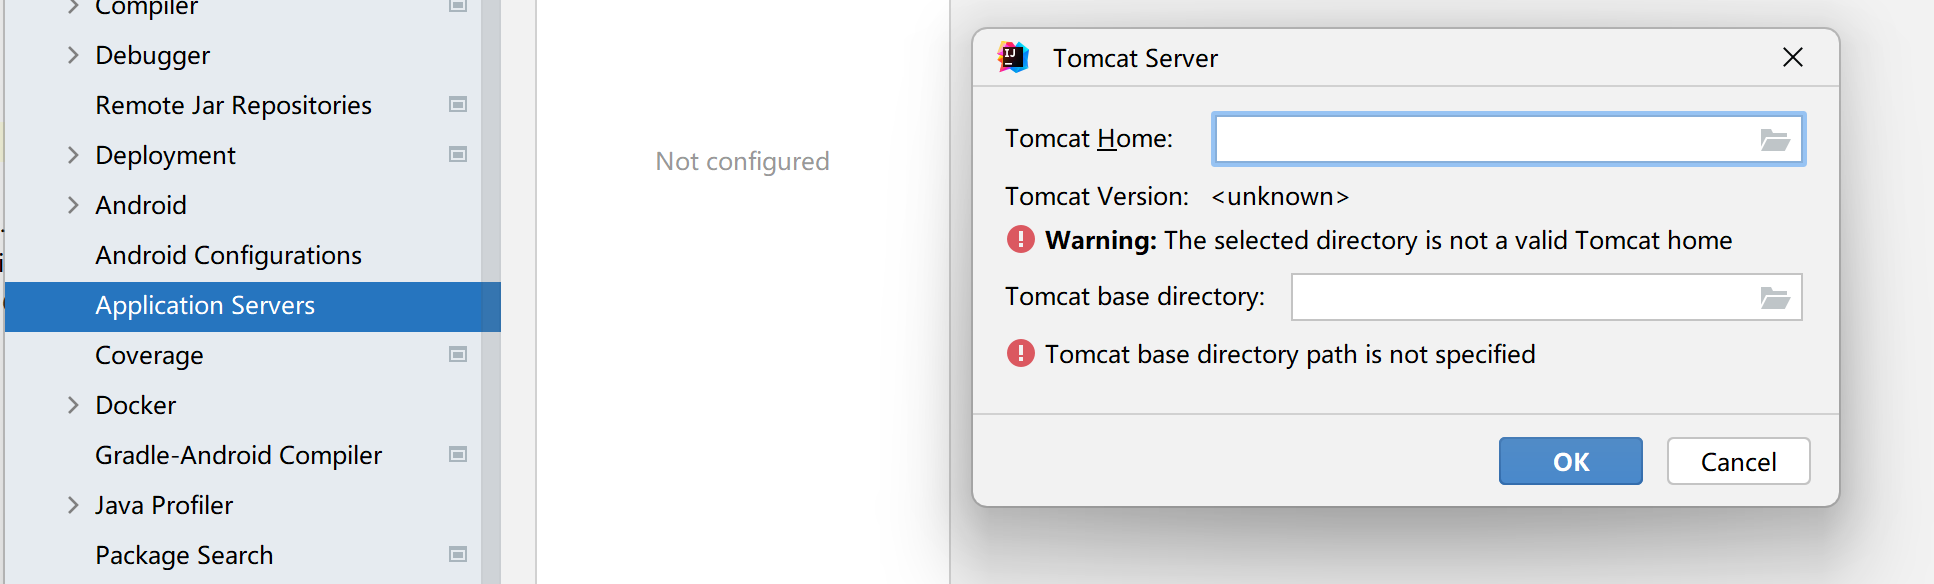 Compiler
Debugger
Remote Jar Repositories
Deployment
Android
Android Configurations
Application Servers
Coverage
Docker
Gradle-Android Compiler
Java Profiler
Package Search
Not configured
IJ
Tomcat Server
Tomcat Home:
Tomcat Version: <unknown>
Warning: The selected directory is not a valid Tomcat home
Tomcat base directory:
Tomcat base directory path is not specified
OK
Cancel